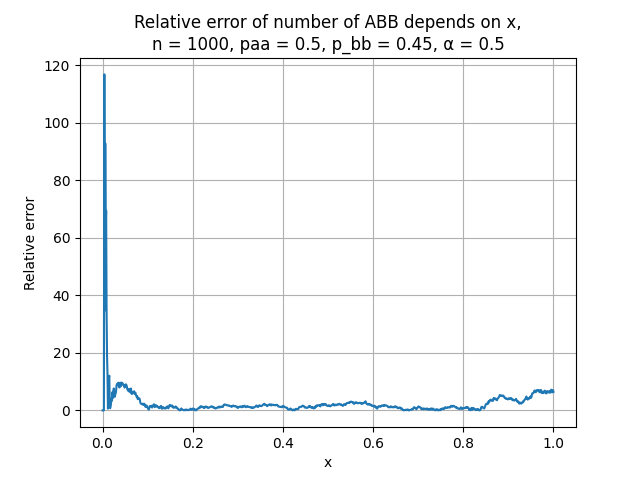 Relative error of number of ABB depends on x,
n = 1000, paa = 0.5, p_bb = 0.45, α = 0.5
120
100
80
60
40
20
0
Relative error
0.0 0.2 0.4 0.6 0.8 1.0
x